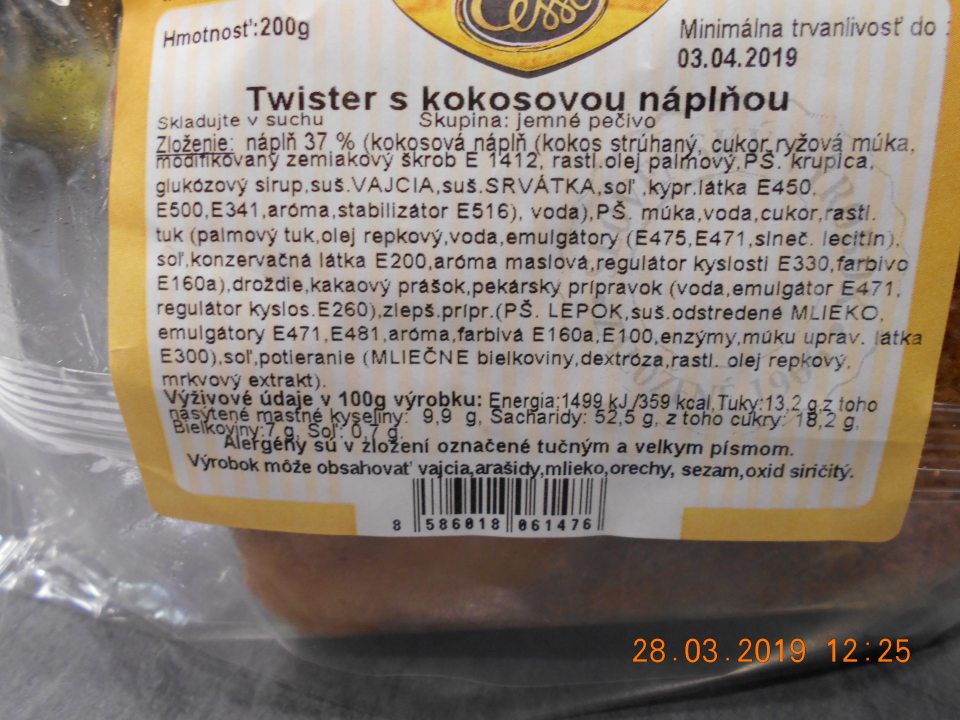 Cesse
Hmotnosť:200g
Minimálna trvanlivosť do :
03.04.2019
Twister s kokosovou náplňou
Skladujte v suchu Skupina: jemné pečivo
Zloženie: náplň 37 % (kokosová náplň (kokos strúhaný, cukor,ryžová múka,
modifikovaný zemiakový škrob E 1412, rastl.olej palmový,PŠ. krupica,
glukózový sirup,suš.VAJCIA,suš.SRVÁTKA,soľ ,kypr.látka E450,
E500,E341,aróma,stabilizátor E516), voda),PŠ. múka,voda,cukor,rastl.
tuk (palmový tuk,olej repkový,voda,emulgátory (E475,E471,slneč. lecitín),
soľ,konzervačná látka E200,aróma maslová,regulátor kyslosti E330,farbivo
E160a),droždie,kakaový prášok,pekársky prípravok (voda,emulgátor E471,
regulátor kyslos.E260),zlepš.prípr.(PŠ. LEPOK,suš.odstredené MLIEKO,
emulgátory E471,E481,aróma,farbivá E160a,E100,enzýmy,múku uprav. látka
E300),soľ,potieranie (MLIEČNE bielkoviny,dextróza,rastl. olej repkový,
mrkvový extrakt).
Výživové údaje v 100g výrobku: Energia:1499 kJ /359 kcal,Tuky:13,2 g,z toho
nasýtené mastné kyseliny: 9,9 g, Sacharidy: 52,5 g, z toho cukry: 18,2 g,
Bielkoviny:7 g, Soľ: 0,7 g.
Alergény sú v zložení označené tučným a velkym písmom.
Výrobok môže obsahovať vajcia,arašidy,mlieko,orechy, sezam,oxid siričitý.
8 586018 061476
28.03.2019 12:25